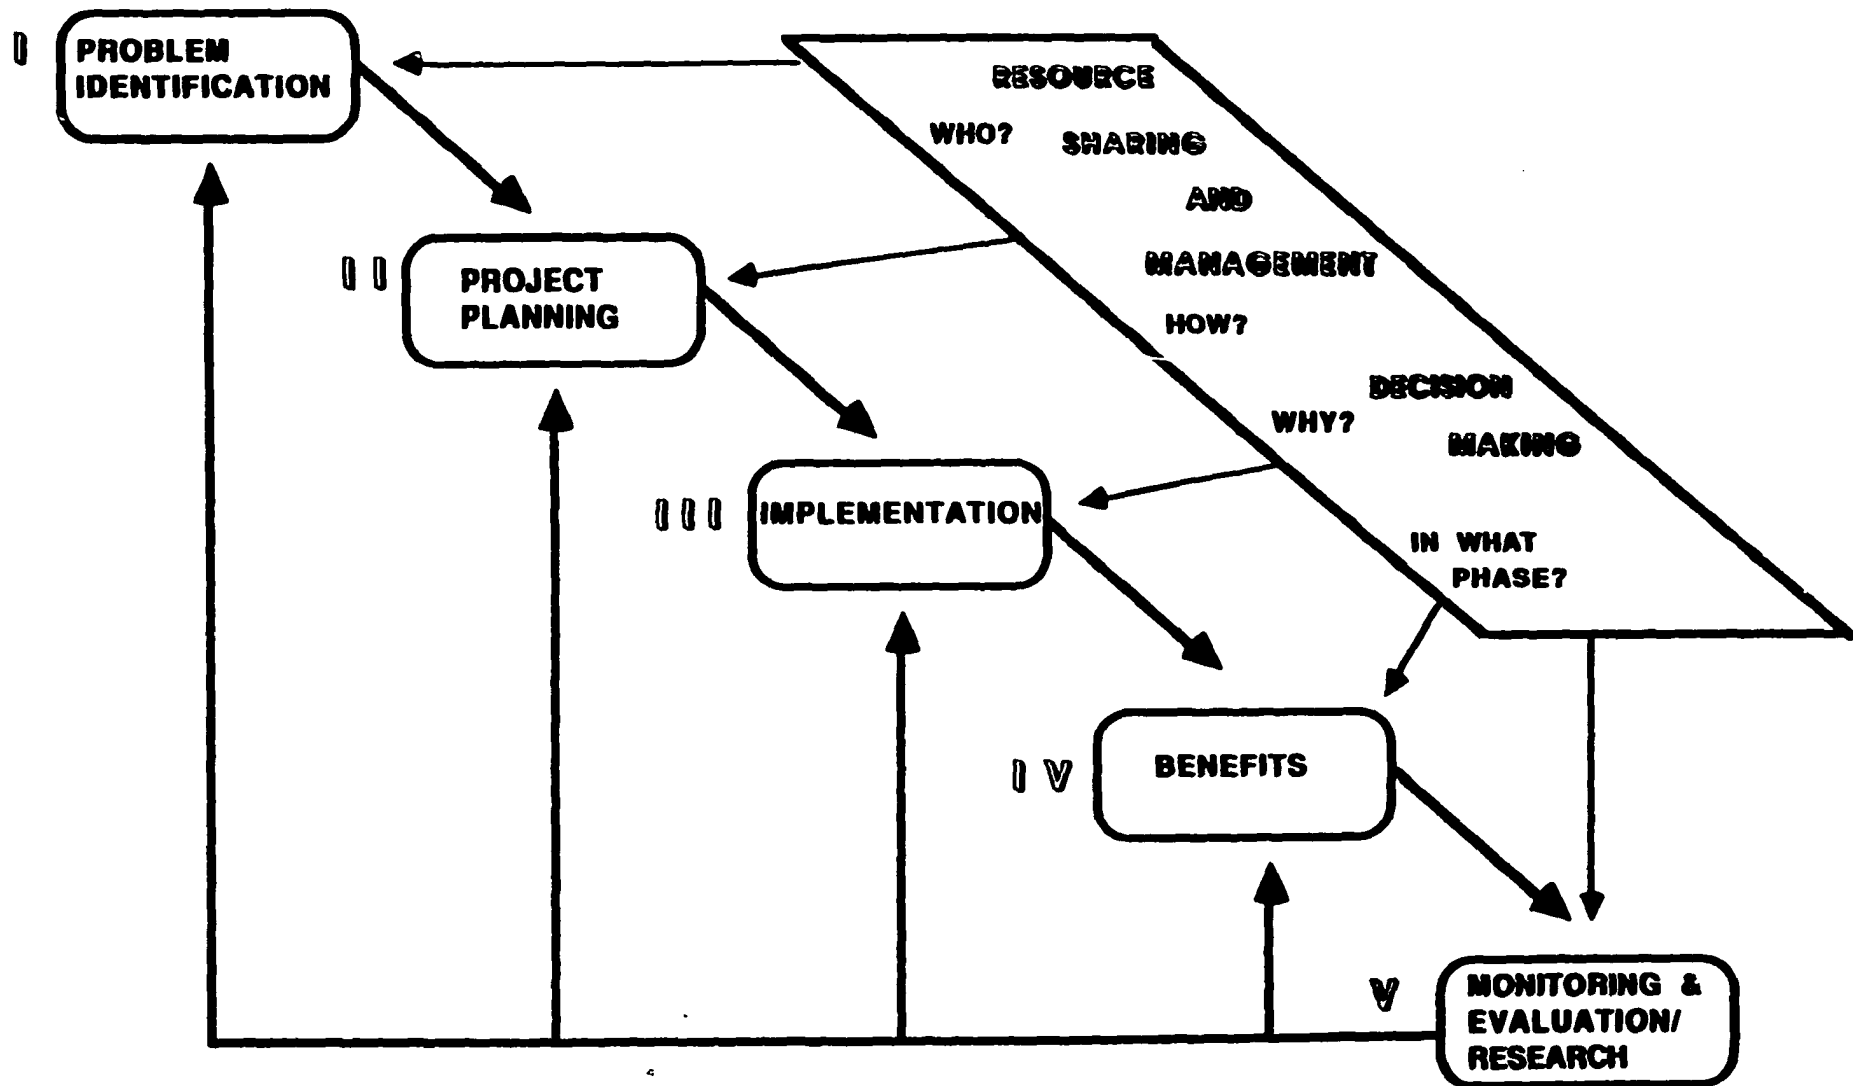 I
PROBLEM
IDENTIFICATION
RESOURCE
WHO?
SHARING
AND
MANAGEMENT
HOW?
II
PROJECT
PLANNING
DECISION
WHY?
MAKING
III
IMPLEMENTATION
IN WHAT
PHASE?
IV
BENEFITS
V
MONITORING &
EVALUATION/
RESEARCH